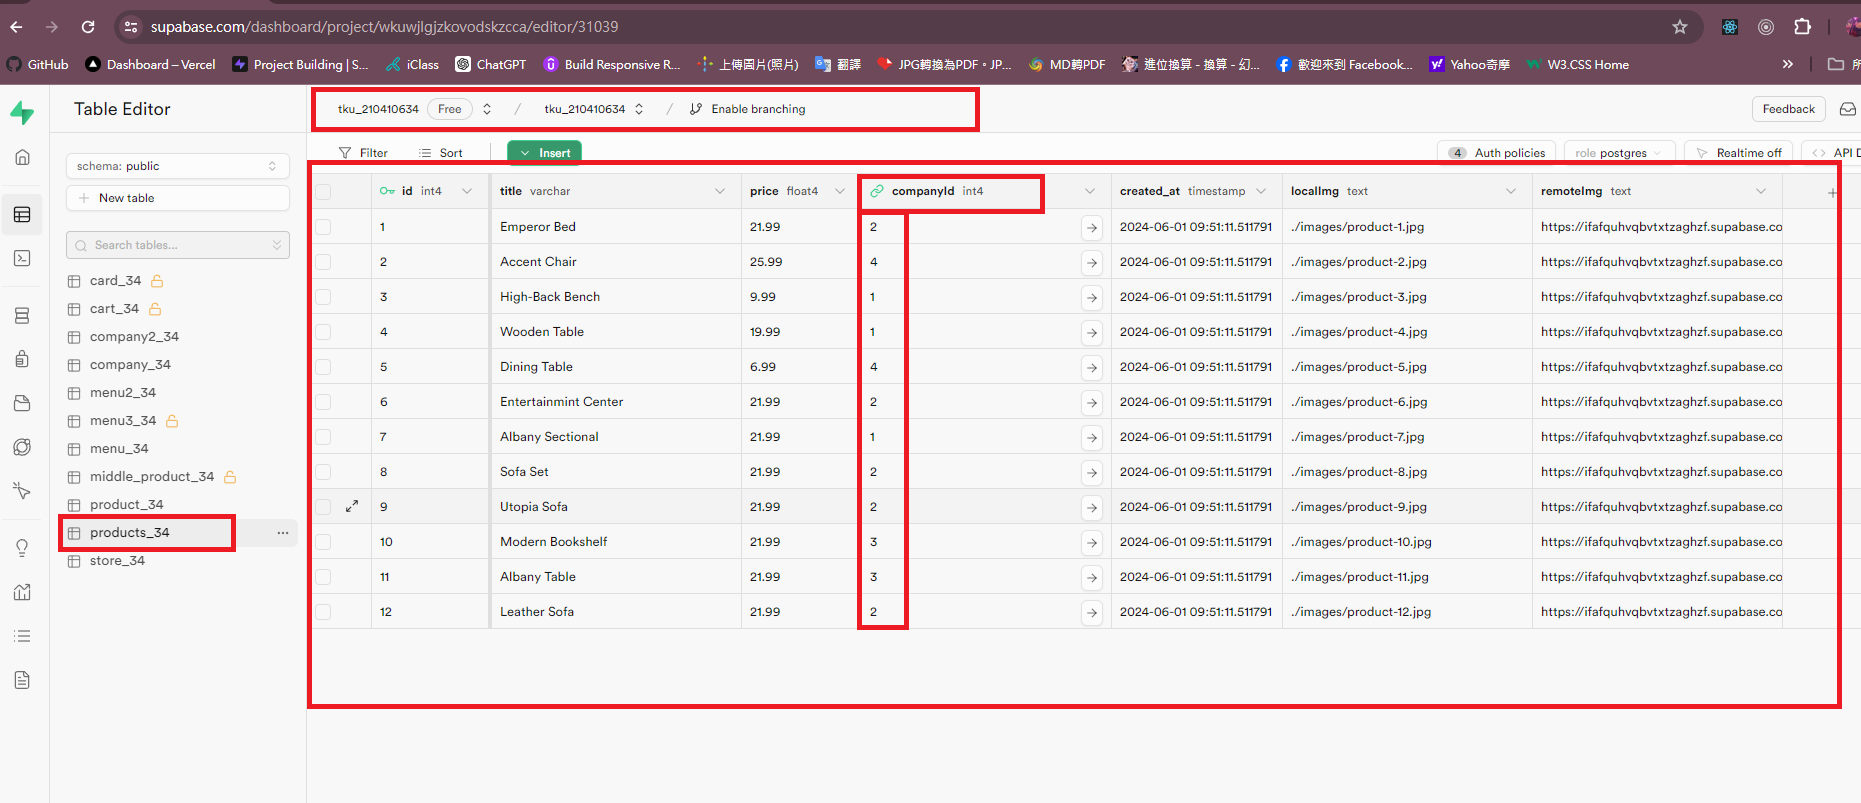 supabase.com/dashboard/project/wkuwjlgjzkovodskzcca/editor/31039
GitHub Dashboard – Vercel Project Building | S... iClass ChatGPT Build Responsive R... 上傳圖片(照片) 翻譯 JPG轉換為PDF。JP... MD轉PDF 進位換算 - 換算 - 幻... 歡迎來到 Facebook... Yahoo奇摩 W3.CSS Home »
Table Editor
tku_210410634 Free / tku_210410634 / Enable branching
Feedback
schema: public
New table
Search tables...
card_34
cart_34
company2_34
company_34
menu2_34
menu3_34
menu_34
middle_product_34
product_34
products_34 ...
store_34
Filter Sort Insert 4 Auth policies role postgres Realtime off API
id int4 title varchar price float4 companyId int4 created_at timestamp localImg text remoteImg text +
1 Emperor Bed 21.99 2 2024-06-01 09:51:11.511791 ./images/product-1.jpg https://ifafquhvqbvtxtzaghzf.supabase.co
2 Accent Chair 25.99 4 2024-06-01 09:51:11.511791 ./images/product-2.jpg https://ifafquhvqbvtxtzaghzf.supabase.co
3 High-Back Bench 9.99 1 2024-06-01 09:51:11.511791 ./images/product-3.jpg https://ifafquhvqbvtxtzaghzf.supabase.co
4 Wooden Table 19.99 1 2024-06-01 09:51:11.511791 ./images/product-4.jpg https://ifafquhvqbvtxtzaghzf.supabase.co
5 Dining Table 6.99 4 2024-06-01 09:51:11.511791 ./images/product-5.jpg https://ifafquhvqbvtxtzaghzf.supabase.co
6 Entertainmint Center 21.99 2 2024-06-01 09:51:11.511791 ./images/product-6.jpg https://ifafquhvqbvtxtzaghzf.supabase.co
7 Albany Sectional 21.99 1 2024-06-01 09:51:11.511791 ./images/product-7.jpg https://ifafquhvqbvtxtzaghzf.supabase.co
8 Sofa Set 21.99 2 2024-06-01 09:51:11.511791 ./images/product-8.jpg https://ifafquhvqbvtxtzaghzf.supabase.co
9 Utopia Sofa 21.99 2 2024-06-01 09:51:11.511791 ./images/product-9.jpg https://ifafquhvqbvtxtzaghzf.supabase.co
10 Modern Bookshelf 21.99 3 2024-06-01 09:51:11.511791 ./images/product-10.jpg https://ifafquhvqbvtxtzaghzf.supabase.co
11 Albany Table 21.99 3 2024-06-01 09:51:11.511791 ./images/product-11.jpg https://ifafquhvqbvtxtzaghzf.supabase.co
12 Leather Sofa 21.99 2 2024-06-01 09:51:11.511791 ./images/product-12.jpg https://ifafquhvqbvtxtzaghzf.supabase.co